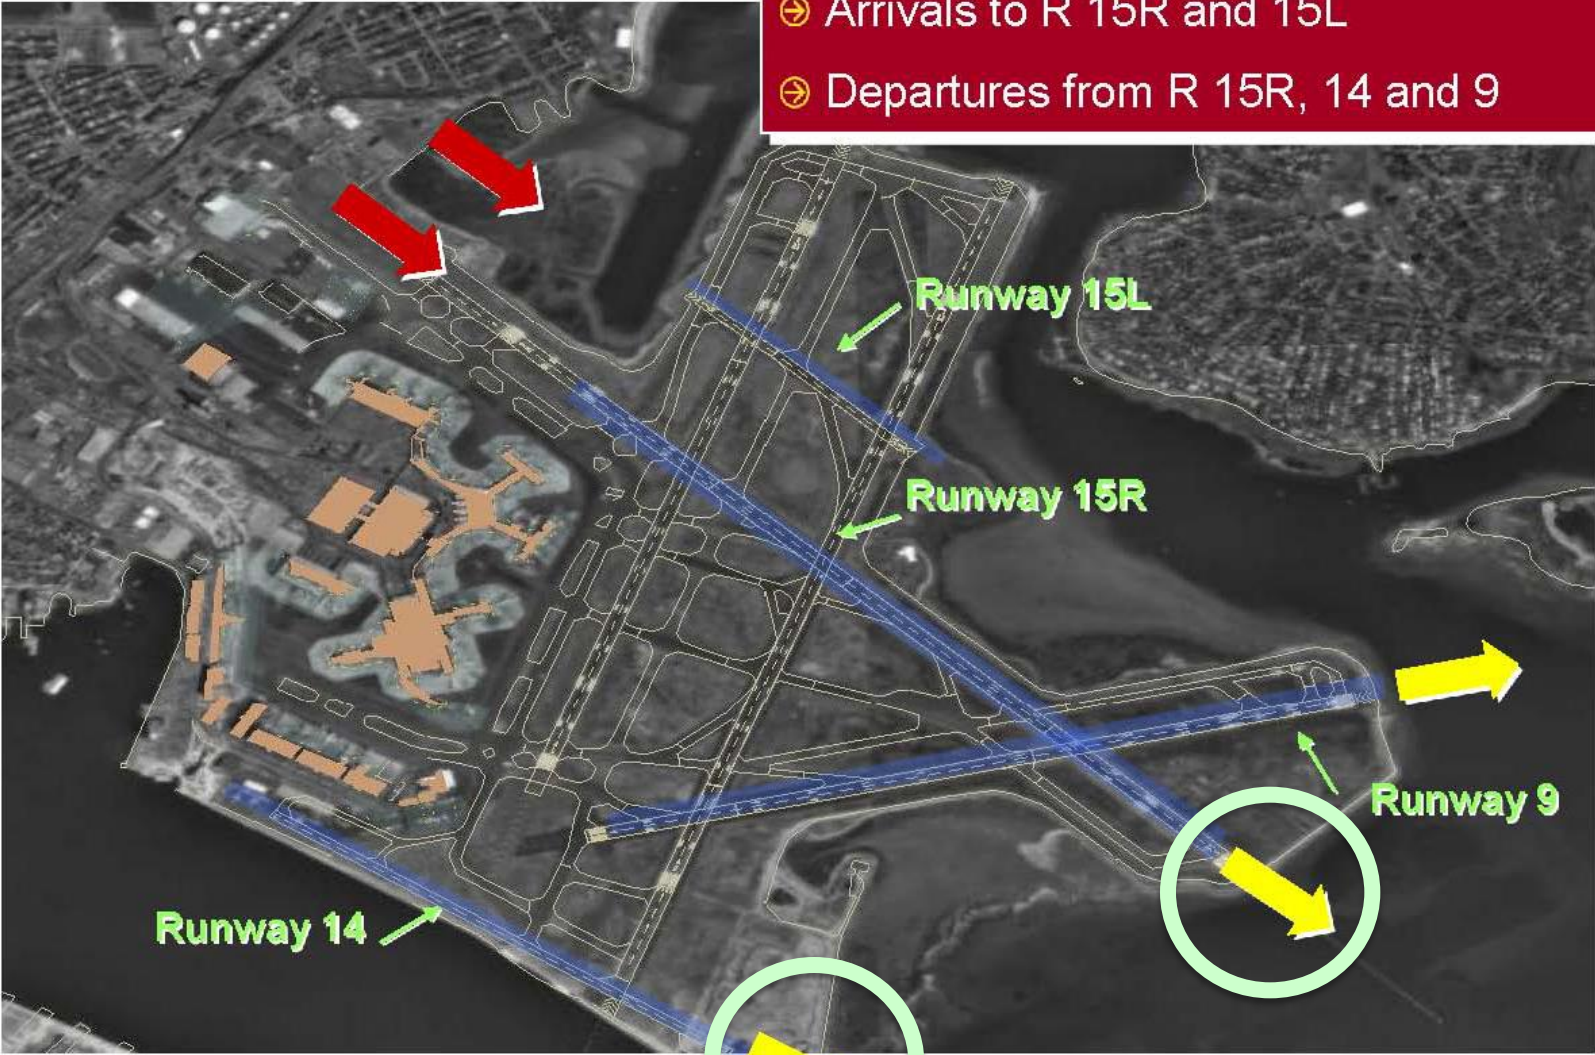 Arrivals to R 15R and 15L
Departures from R 15R, 14 and 9
Runway 15L
Runway 15R
Runway 9
Runway 14